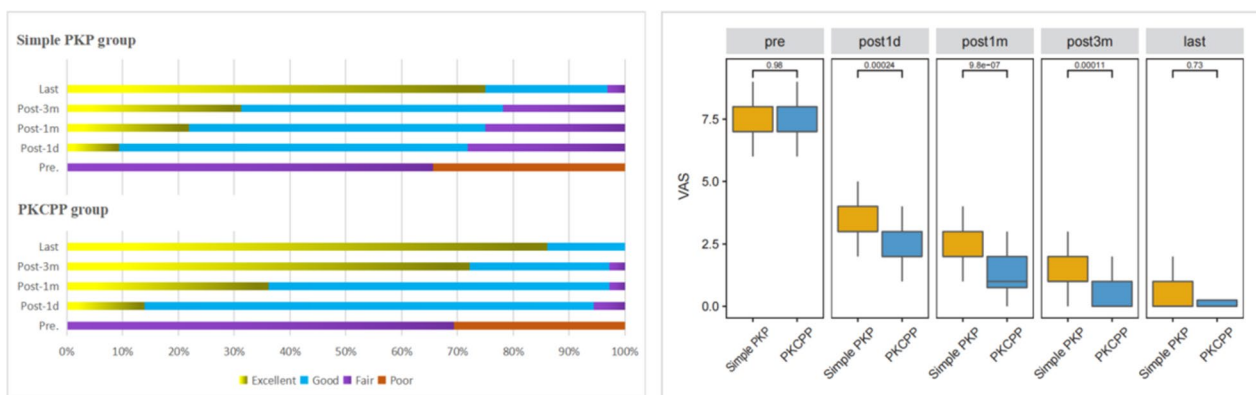 Simple PKP group
Last
Post-3m
Post-1m
Post-1d
Pre.
PKCPP group
Last
Post-3m
Post-1m
Post-1d
Pre.
0% 10% 20% 30% 40% 50% 60% 70% 80% 90% 100%
Excellent Good Fair Poor
pre post1d post1m post3m last
0.98 0.00024 9.8e-07 0.00011 0.73
7.5
5.0
2.5
0.0
VAS
Simple PKP PKCPP Simple PKP PKCPP Simple PKP PKCPP Simple PKP PKCPP Simple PKP PKCPP